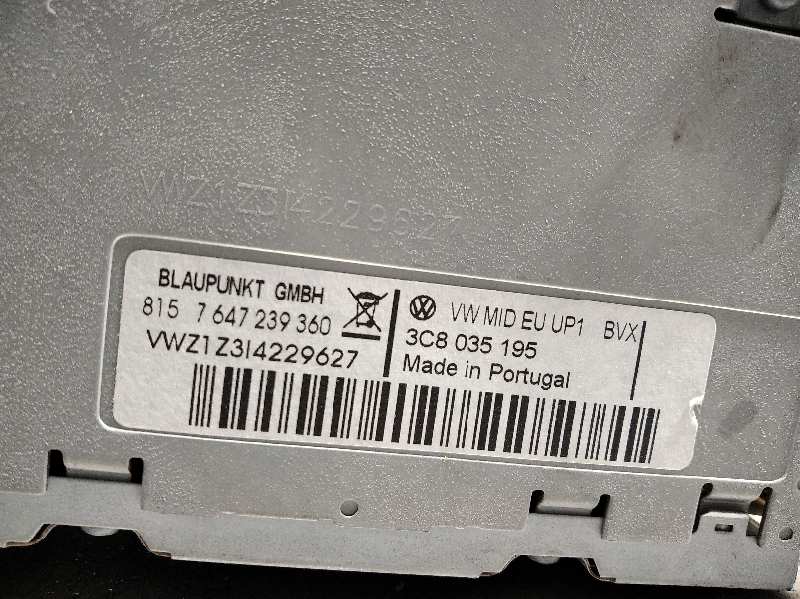 VWZ1Z3I4229627
BLAUPUNKT GMBH
815 7 647 239 360
VWZ1Z3I4229627
VW MID EU UP1 BVX
3C8 035 195
Made in Portugal